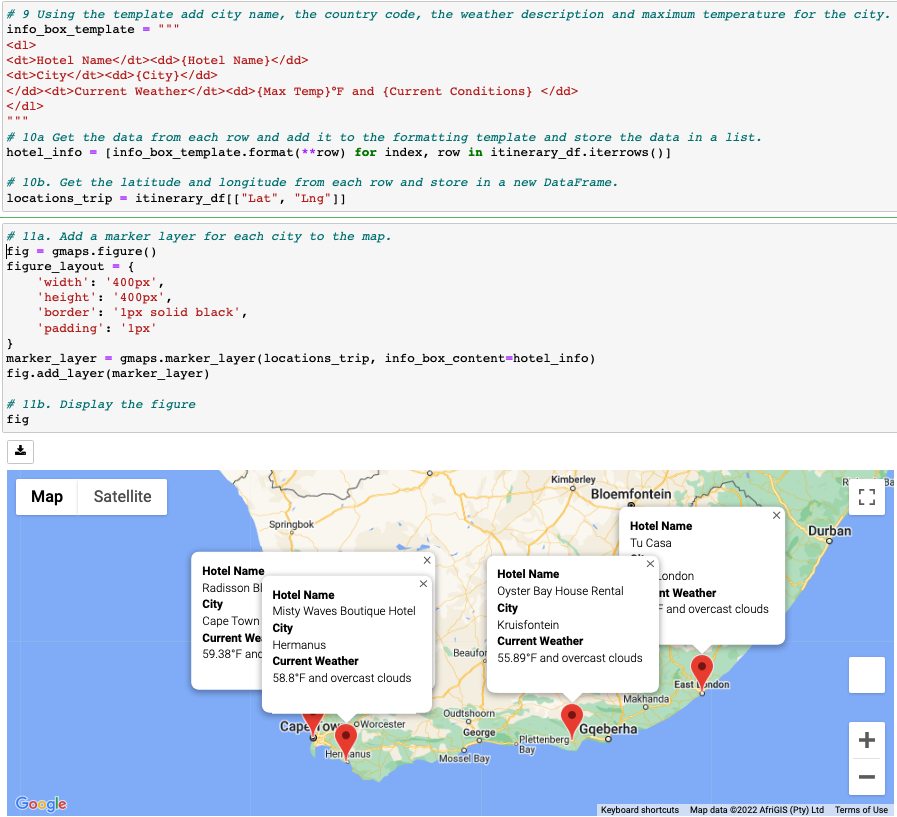 # 9 Using the template add city name, the country code, the weather description and maximum temperature for the city.
info_box_template = """
<dl>
<dt>Hotel Name</dt><dd>{Hotel Name}</dd>
<dt>City</dt><dd>{City}</dd>
</dd><dt>Current Weather</dt><dd>{Max Temp}°F and {Current Conditions} </dd>
</dl>
"""
# 10a Get the data from each row and add it to the formatting template and store the data in a list.
hotel_info = [info_box_template.format(**row) for index, row in itinerary_df.iterrows()]
# 10b. Get the latitude and longitude from each row and store in a new DataFrame.
locations_trip = itinerary_df[["Lat", "Lng"]]
# 11a. Add a marker layer for each city to the map.
fig = gmaps.figure()
figure_layout = {
    'width': '400px',
    'height': '400px',
    'border': '1px solid black',
    'padding': '1px'
}
marker_layer = gmaps.marker_layer(locations_trip, info_box_content=hotel_info)
fig.add_layer(marker_layer)
# 11b. Display the figure
fig
Map Satellite
Kimberley
Bloemfontein
Springbok
Durban
Hotel Name
Tu Casa
London
nt Weather
°F and overcast clouds
Hotel Name
Radisson Bl
City
Cape Town
Current We
59.38°F and
Hotel Name
Misty Waves Boutique Hotel
City
Hermanus
Current Weather
58.8°F and overcast clouds
Hotel Name
Oyster Bay House Rental
City
Kruisfontein
Current Weather
55.89°F and overcast clouds
Beaufor
East London
Makhanda
Oudtshoorn
Cape Town
Worcester
George
Gqeberha
Plettenberg
Bay
Hermanus
Mossel Bay
Google
Keyboard shortcuts Map data ©2022 AfriGIS (Pty) Ltd Terms of Use